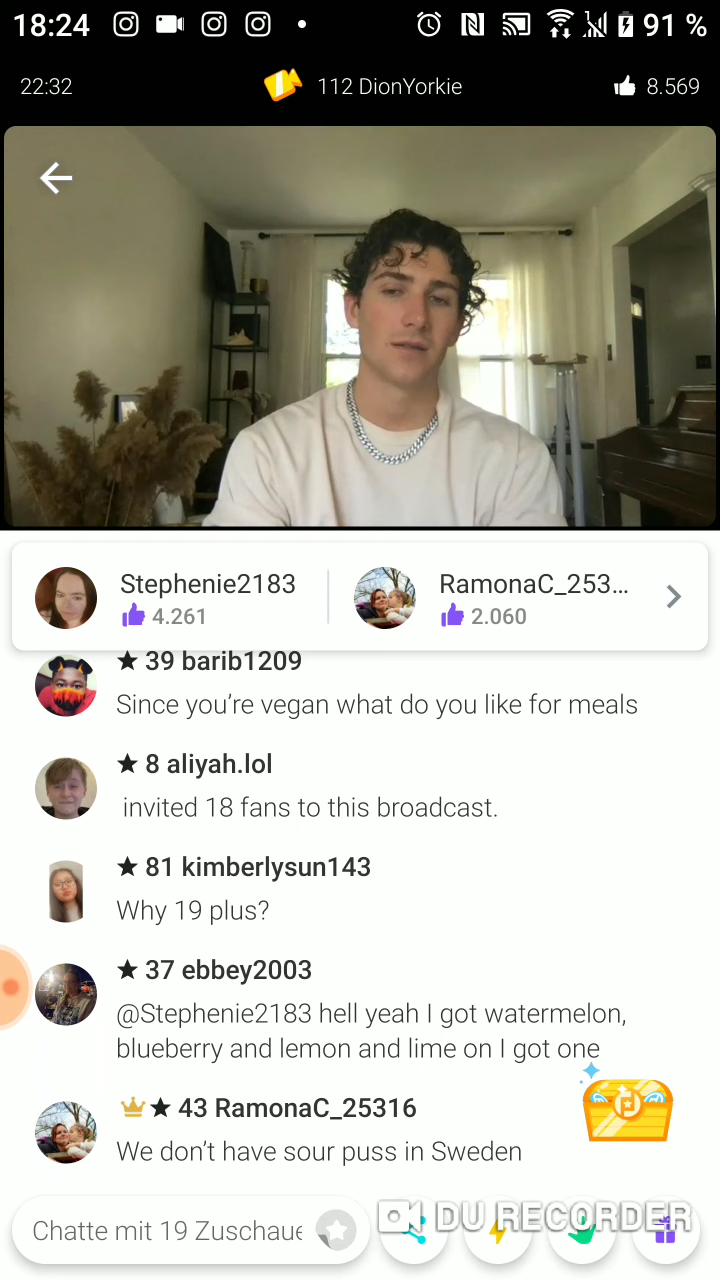 18:24 91 %
22:32 112 DionYorkie 8.569
Stephenie2183 RamonaC_253...
4.261 2.060
★ 39 barib1209
Since you’re vegan what do you like for meals
★ 8 aliyah.lol
invited 18 fans to this broadcast.
★ 81 kimberlysun143
Why 19 plus?
★ 37 ebbey2003
@Stephenie2183 hell yeah I got watermelon,
blueberry and lemon and lime on I got one
★ 43 RamonaC_25316
We don’t have sour puss in Sweden
Chatte mit 19 Zuschaue
DU RECORDER